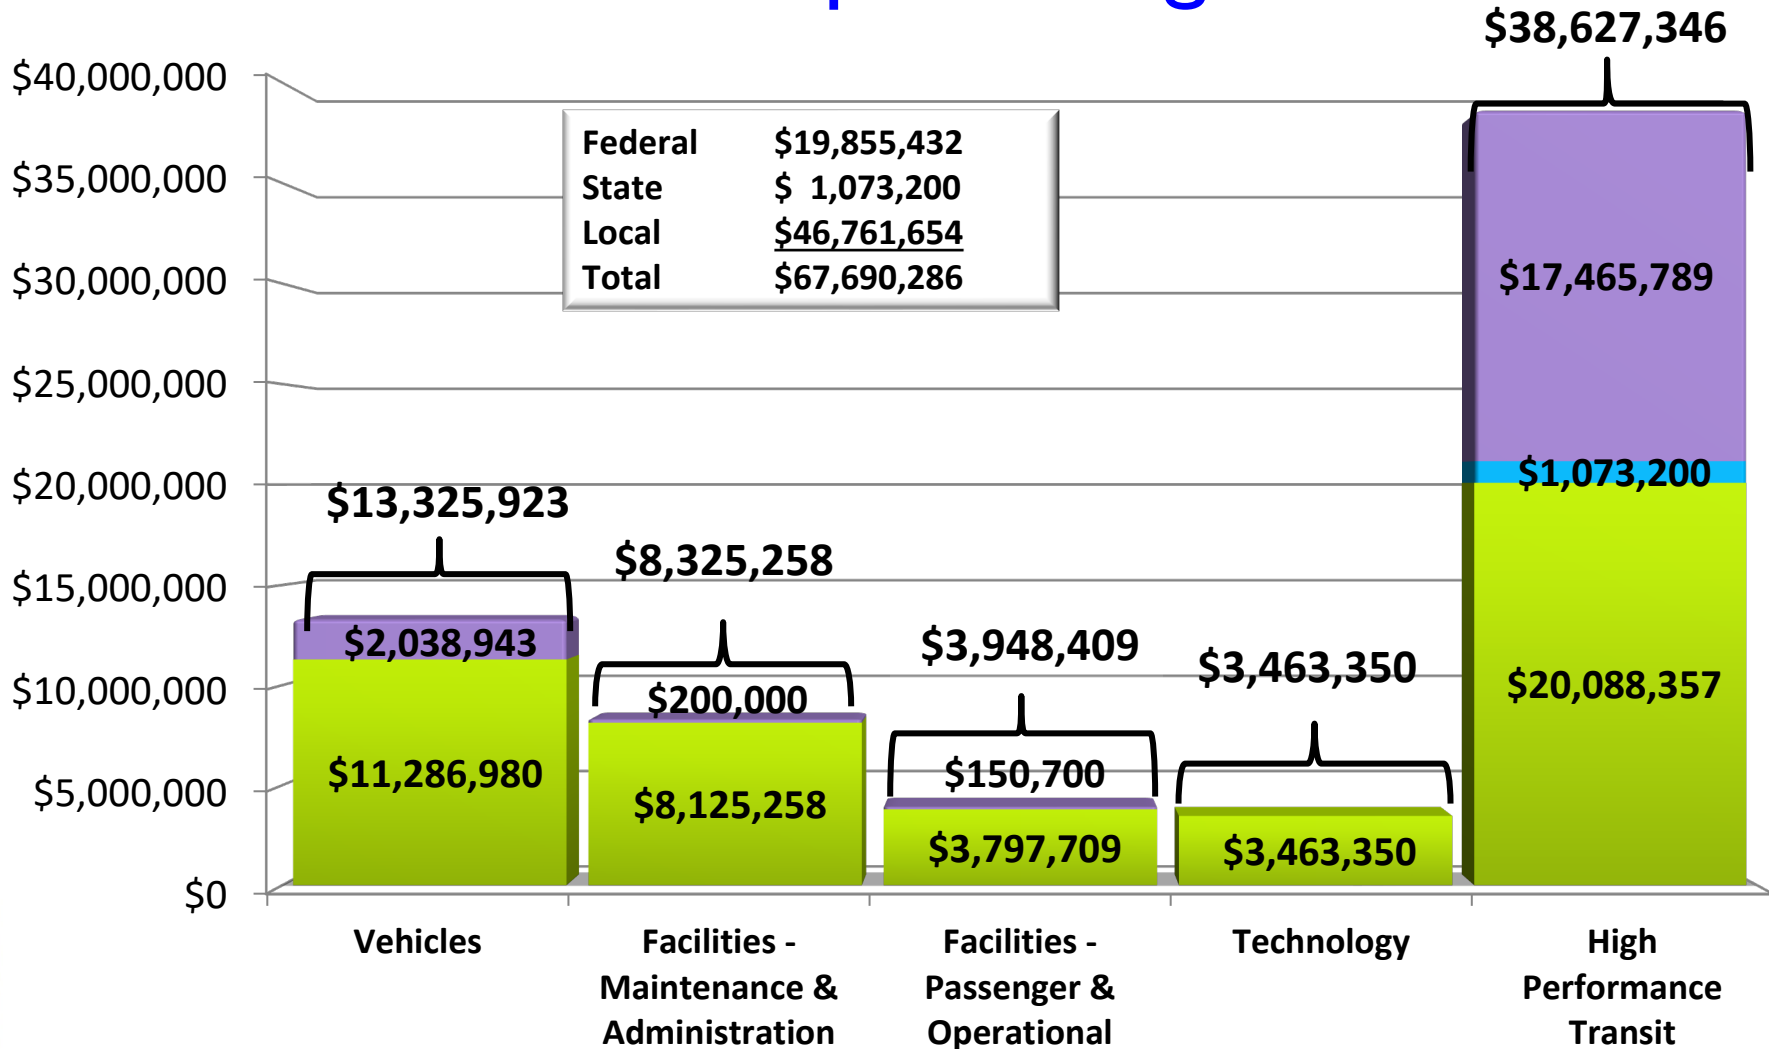 $38,627,346
$40,000,000
$35,000,000
$30,000,000
$25,000,000
$20,000,000
$15,000,000
$10,000,000
$5,000,000
$0
Federal $19,855,432
State $ 1,073,200
Local $46,761,654
Total $67,690,286
$17,465,789
$1,073,200
$20,088,357
$13,325,923
$2,038,943
$11,286,980
$8,325,258
$200,000
$8,125,258
$3,948,409
$150,700
$3,797,709
$3,463,350
$3,463,350
Vehicles
Facilities -
Maintenance &
Administration
Facilities -
Passenger &
Operational
Technology
High
Performance
Transit